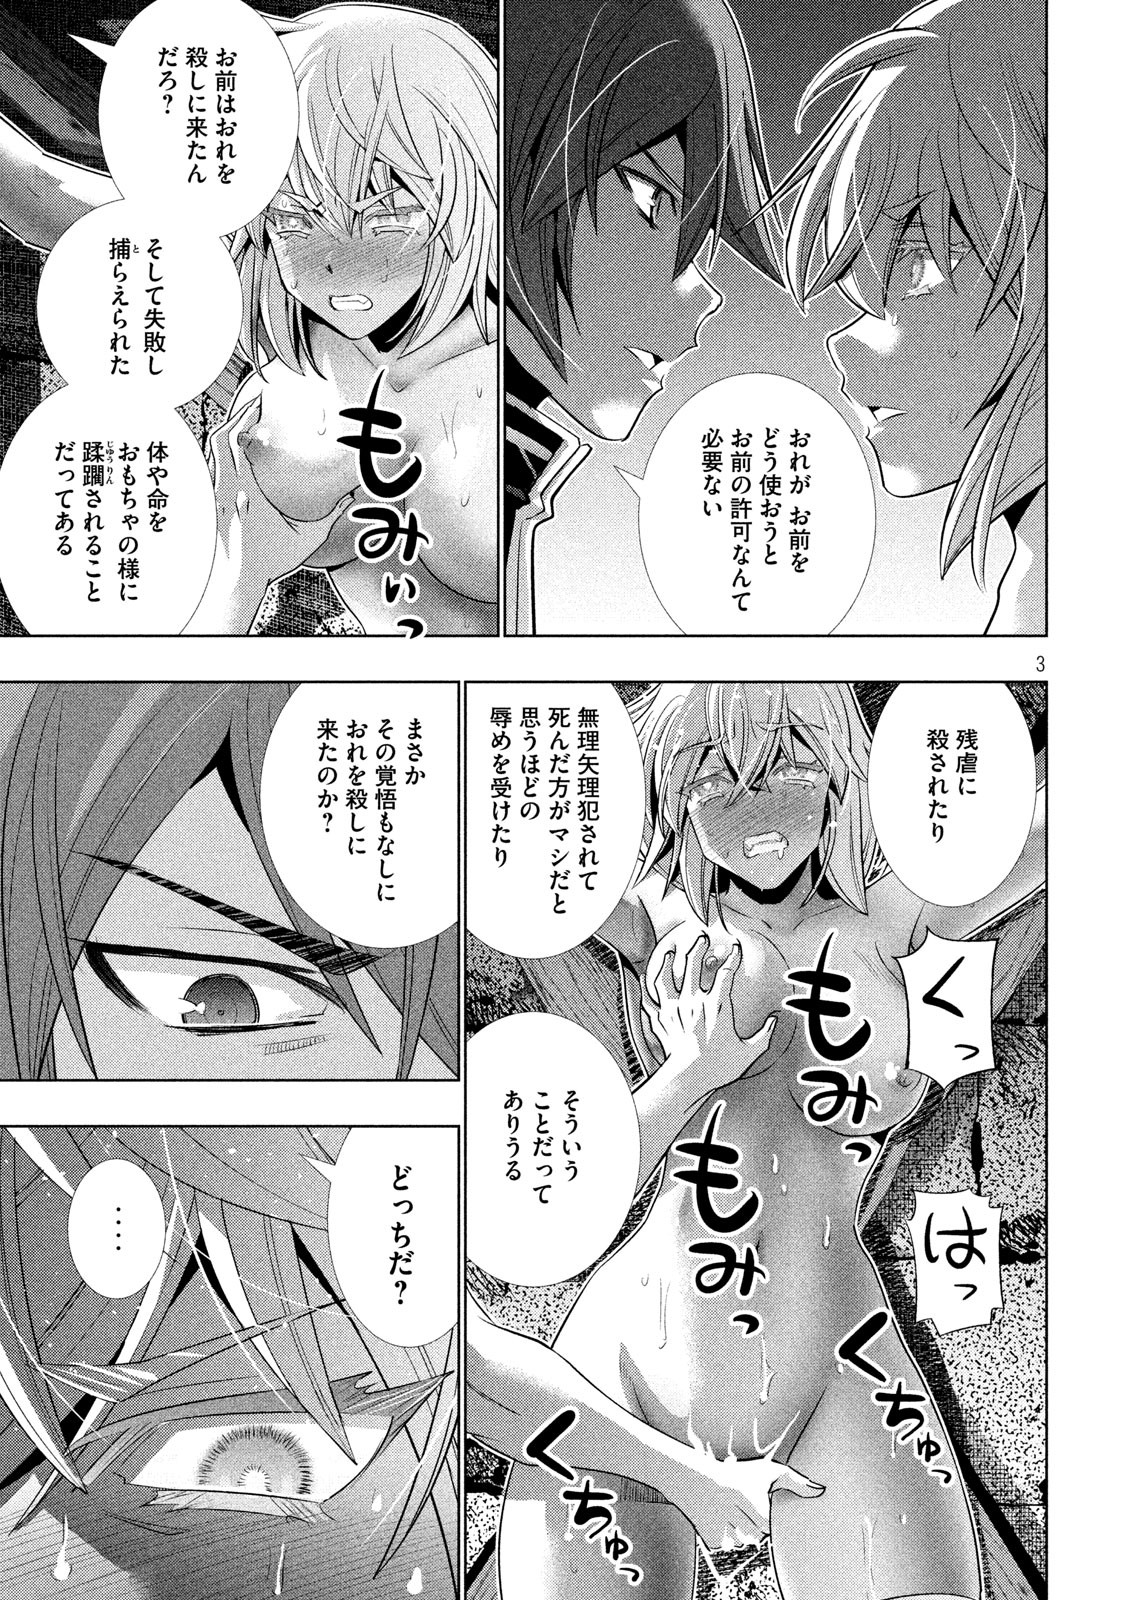 おれが お前を
どう使おうと
お前の許可なんて
必要ない
お前はおれを
殺しに来たん
だろ?
そして失敗し
捕らえられた
と
体や命を
おもちゃの様に
蹂躙されること
じゅうりん
だってある
もみぃっ
3
残虐に
殺されたり
無理矢理犯されて
死んだ方がマシだと
思うほどの
辱めを受けたり
くっ
もみっ
もみっ
そういう
ことだって
ありうる
はっ
くちゅっ
くちゅっ
まさか
その覚悟もなしに
おれを殺しに
来たのか?
どっちだ?
‥‥